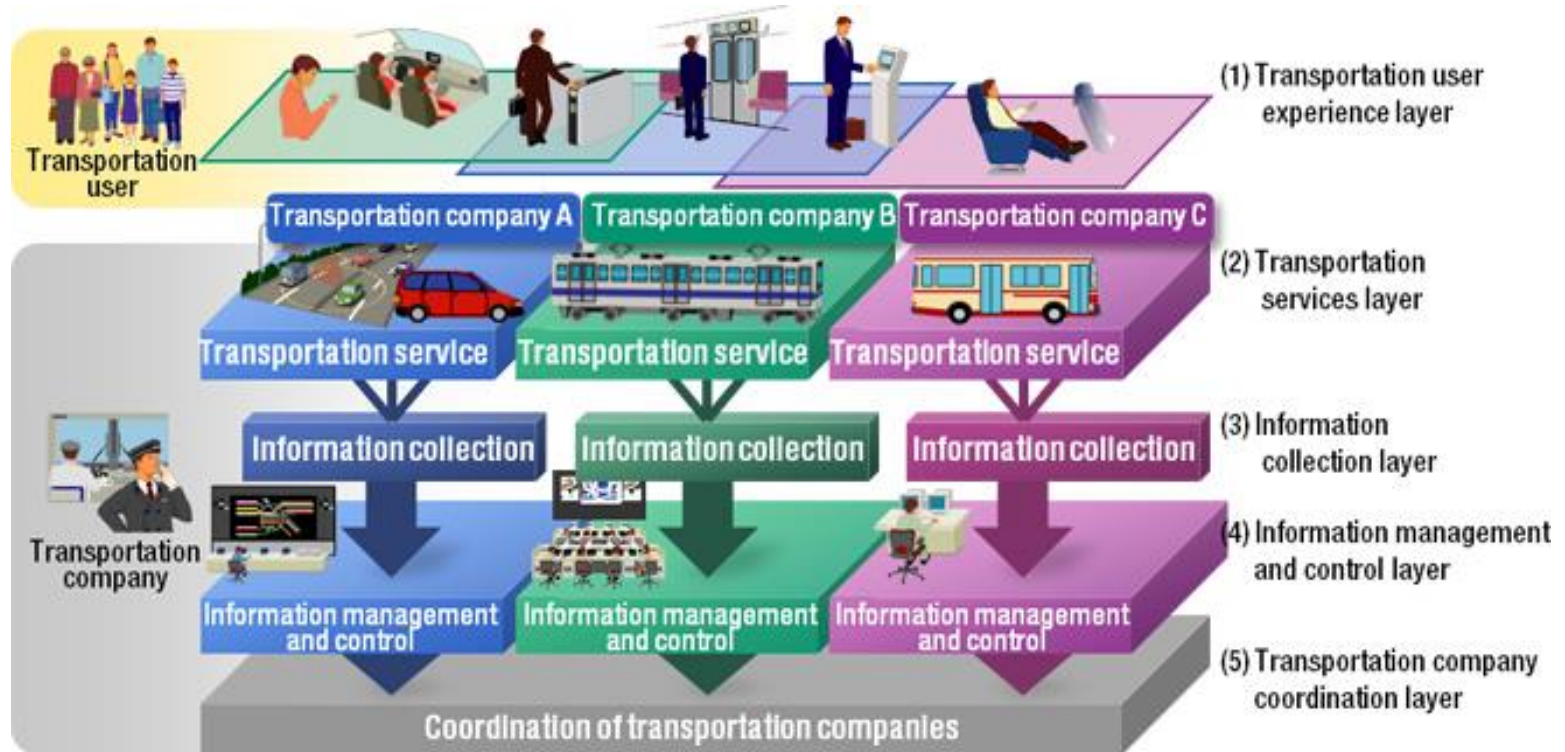 (1) Transportation user
experience layer
Transportation
user
Transportation company A
Transportation company B
Transportation company C
(2) Transportation
services layer
Transportation service
Transportation service
Transportation service
Information collection
Information collection
Information collection
(3) Information
collection layer
Transportation
company
(4) Information management
and control layer
Information management
and control
Information management
and control
Information management
and control
(5) Transportation company
coordination layer
Coordination of transportation companies